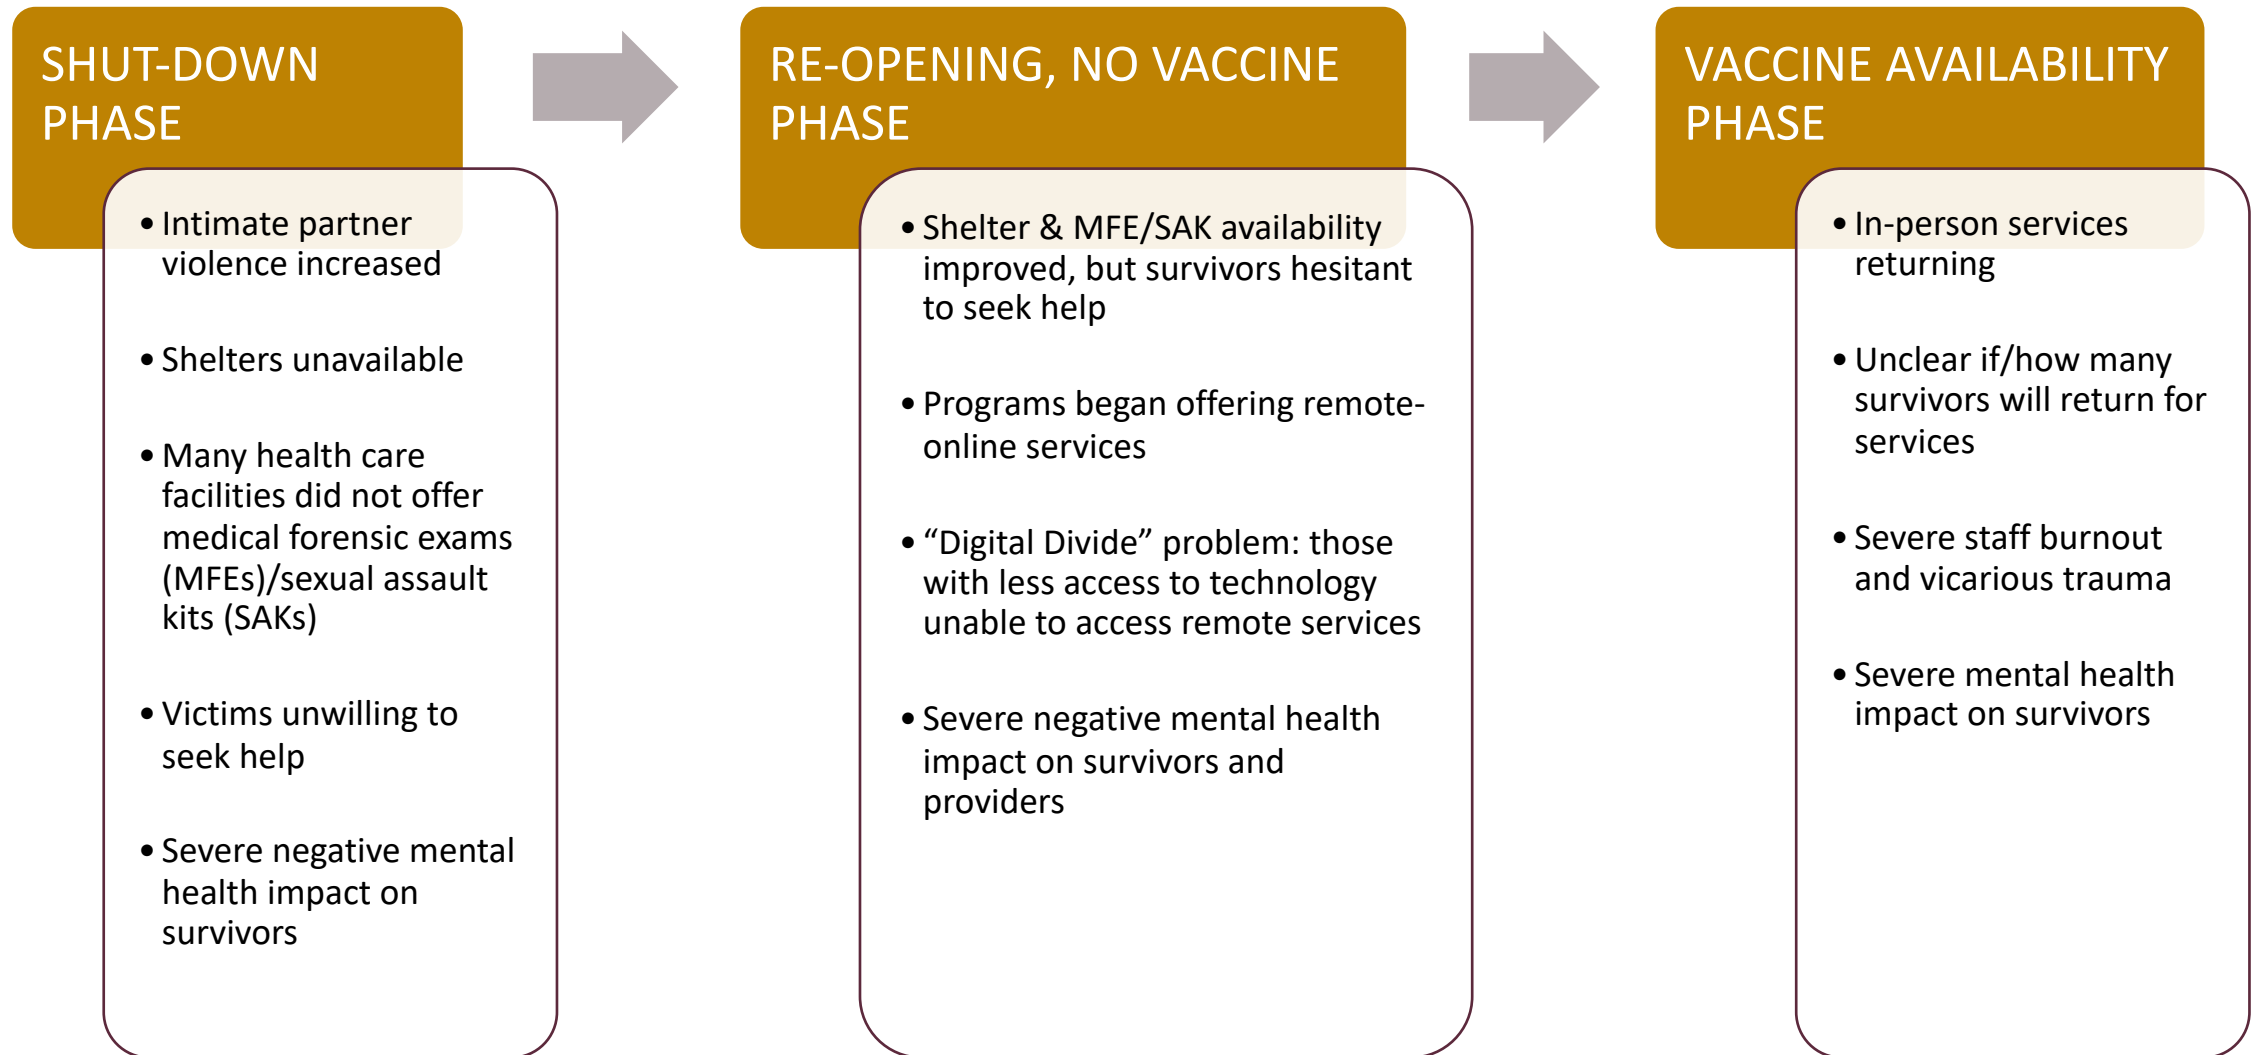 SHUT-DOWN
PHASE
• Intimate partner
violence increased
• Shelters unavailable
• Many health care
facilities did not offer
medical forensic exams
(MFEs)/sexual assault
kits (SAKs)
• Victims unwilling to
seek help
• Severe negative mental
health impact on
survivors
RE-OPENING, NO VACCINE
PHASE
• Shelter & MFE/SAK availability
improved, but survivors hesitant
to seek help
• Programs began offering remote-
online services
• “Digital Divide” problem: those
with less access to technology
unable to access remote services
• Severe negative mental health
impact on survivors and
providers
VACCINE AVAILABILITY
PHASE
• In-person services
returning
• Unclear if/how many
survivors will return for
services
• Severe staff burnout
and vicarious trauma
• Severe mental health
impact on survivors